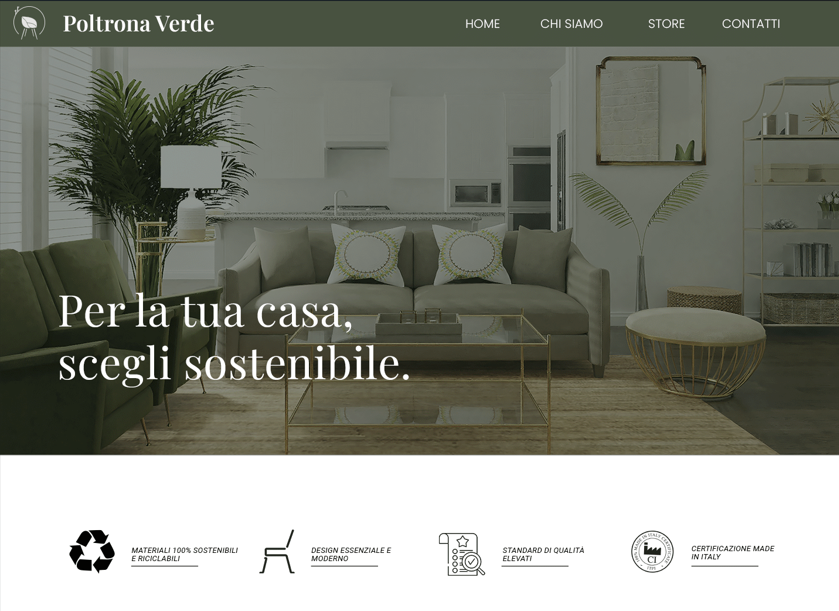 Poltrona Verde
HOME
CHI SIAMO
STORE
CONTATTI
Per la tua casa,
scegli sostenibile.
MATERIALI 100% SOSTENIBILI
E RICICLABILI
DESIGN ESSENZIALE E
MODERNO
STANDARD DI QUALITÀ
ELEVATI
CERTIFICAZIONE MADE
IN ITALY